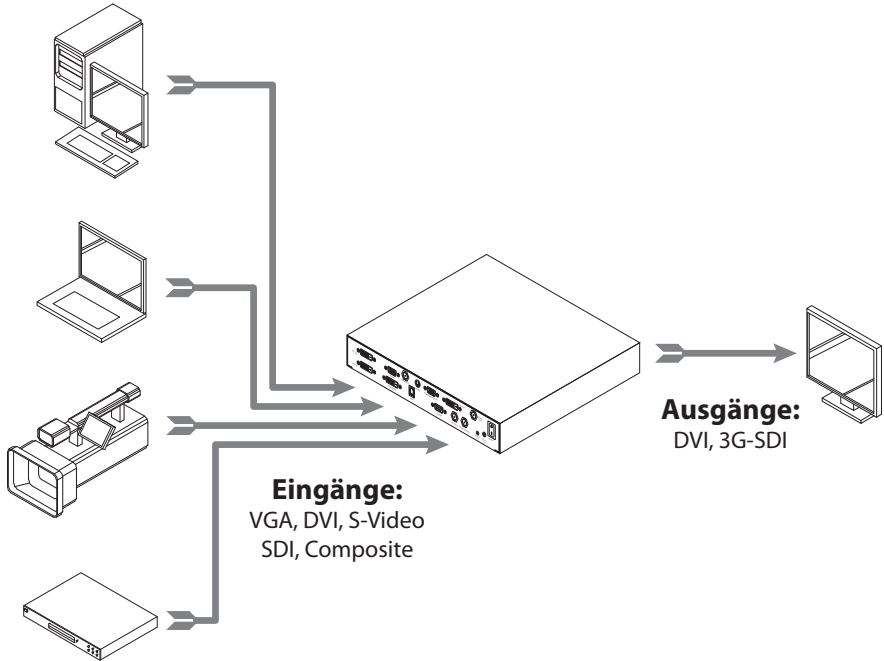 Ausgänge:
DVI, 3G-SDI
Eingänge:
VGA, DVI, S-Video
SDI, Composite